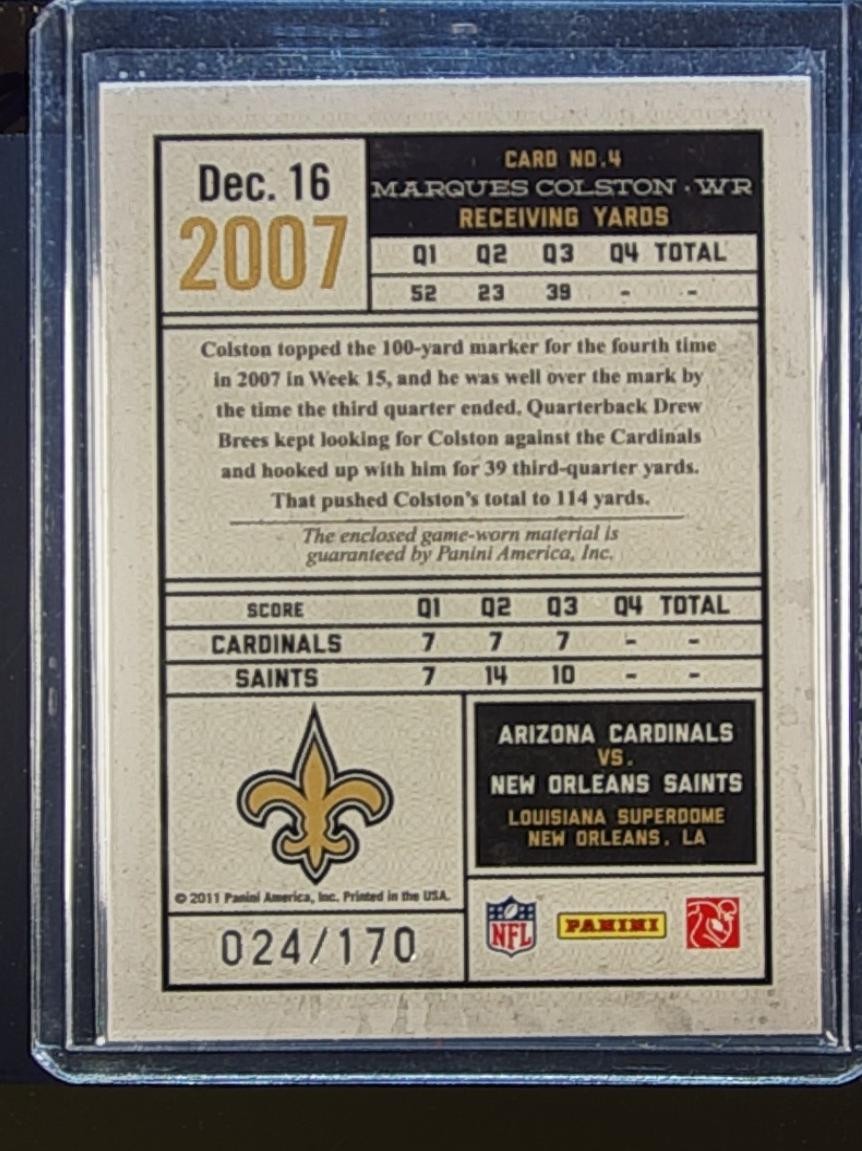 Dec. 16
2007
CARD NO.4
MARQUES COLSTON · WR
RECEIVING YARDS
Q1 Q2 Q3 Q4 TOTAL
52 23 39 - -
Colston topped the 100-yard marker for the fourth time
in 2007 in Week 15, and he was well over the mark by
the time the third quarter ended. Quarterback Drew
Brees kept looking for Colston against the Cardinals
and hooked up with him for 39 third-quarter yards.
That pushed Colston's total to 114 yards.
The enclosed game-worn material is
guaranteed by Panini America, Inc.
SCORE Q1 Q2 Q3 Q4 TOTAL
CARDINALS 7 7 7 - -
SAINTS 7 14 10 - -
ARIZONA CARDINALS
VS.
NEW ORLEANS SAINTS
LOUISIANA SUPERDOME
NEW ORLEANS, LA
© 2011 Panini America, Inc. Printed in the USA.
024/170
NFL
PANINI